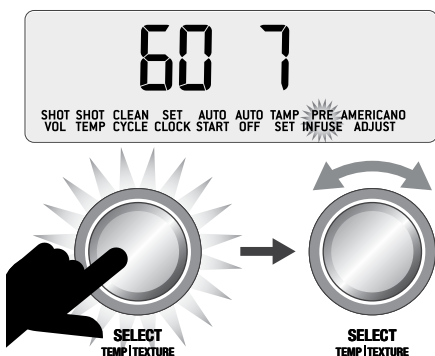 60 7
SHOT SHOT CLEAN SET AUTO AUTO TAMP PRE AMERICANO
VOL TEMP CYCLE CLOCK START OFF SET INFUSE ADJUST
SELECT
TEMP|TEXTURE
SELECT
TEMP|TEXTURE